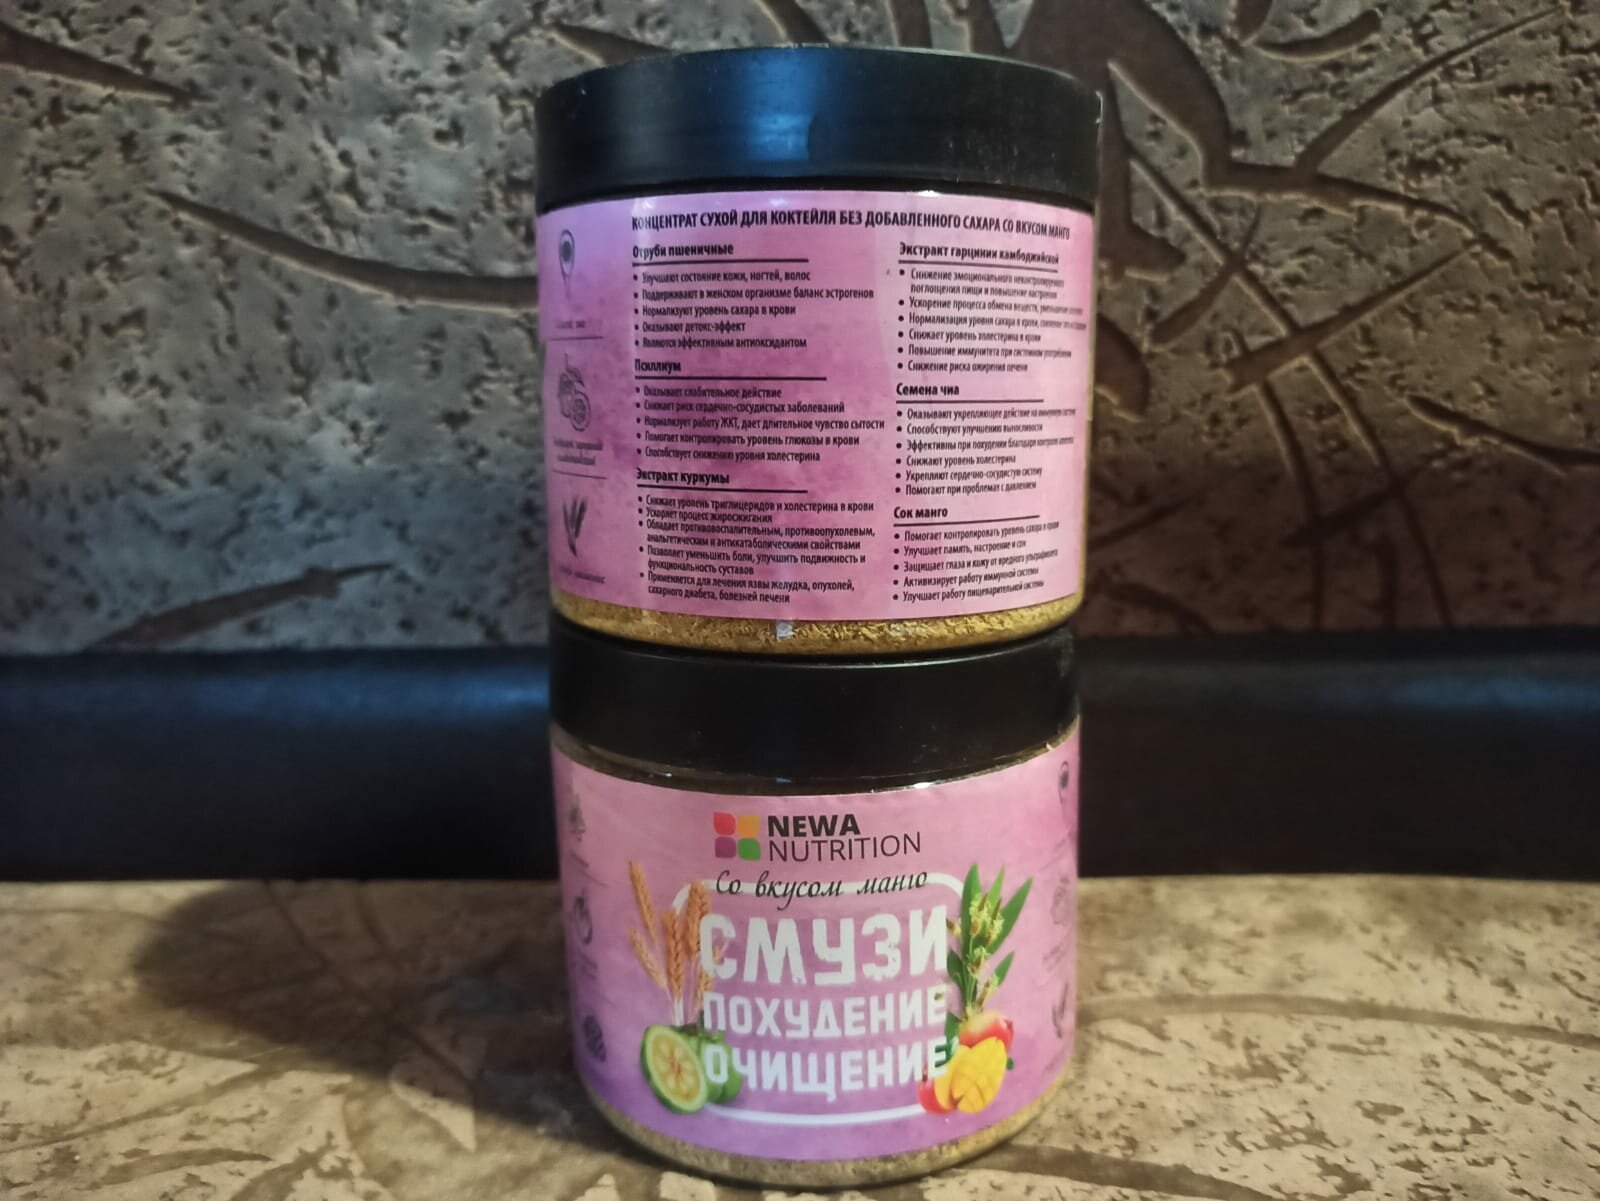 КОНЦЕНТРАТ СУХОЙ ДЛЯ КОКТЕЙЛЯ БЕЗ ДОБАВЛЕННОГО САХАРА СО ВКУСОМ МАНГО
Отруби пшеничные
• Улучшают состояние кожи, ногтей, волос
• Поддерживают в женском организме баланс эстрогенов
• Нормализуют уровень сахара в крови
• Оказывают детокс-эффект
• Являются эффективным антиоксидантом
Псиллиум
• Оказывает слабительное действие
• Снижает риск сердечно-сосудистых заболеваний
• Нормализует работу ЖКТ, дает длительное чувство сытости
• Помогает контролировать уровень глюкозы в крови
• Способствует снижению уровня холестерина
Экстракт куркумы
• Снижает уровень триглицеридов и холестерина в крови
• Ускоряет процесс жиросжигания
• Обладает противовоспалительным, противоопухолевым,
анальгетическим и антикатаболическими свойствами
• Позволяет уменьшить боли, улучшить подвижность и
функциональность суставов
• Применяется для лечения язвы желудка, опухолей,
сахарного диабета, болезней печени
Экстракт гарцинии камбоджийской
• Снижение эмоционального неконтролируемого
поглощения пищи и повышение настроения
• Ускорение процесса обмена веществ,
• Нормализация уровня сахара в крови, снижение
• Снижает уровень холестерина в крови
• Повышение иммунитета при системном употреблении
• Снижение риска ожирения печени
Семена чиа
• Оказывают укрепляющее действие на иммунную систему
• Способствуют улучшению выносливости
• Эффективны при похудении благодаря контролю аппетита
• Снижают уровень холестерина
• Укрепляют сердечно-сосудистую систему
• Помогают при проблемах с давлением
Сок манго
• Помогает контролировать уровень сахара в крови
• Улучшает память, настроение и сон
• Защищает глаза и кожу от вредного ультрафиолета
• Активизирует работу иммунной системы
• Улучшает работу пищеварительной системы
NEWA
NUTRITION
Со вкусом манго
СМУЗИ
ПОХУДЕНИЕ
ОЧИЩЕНИЕ